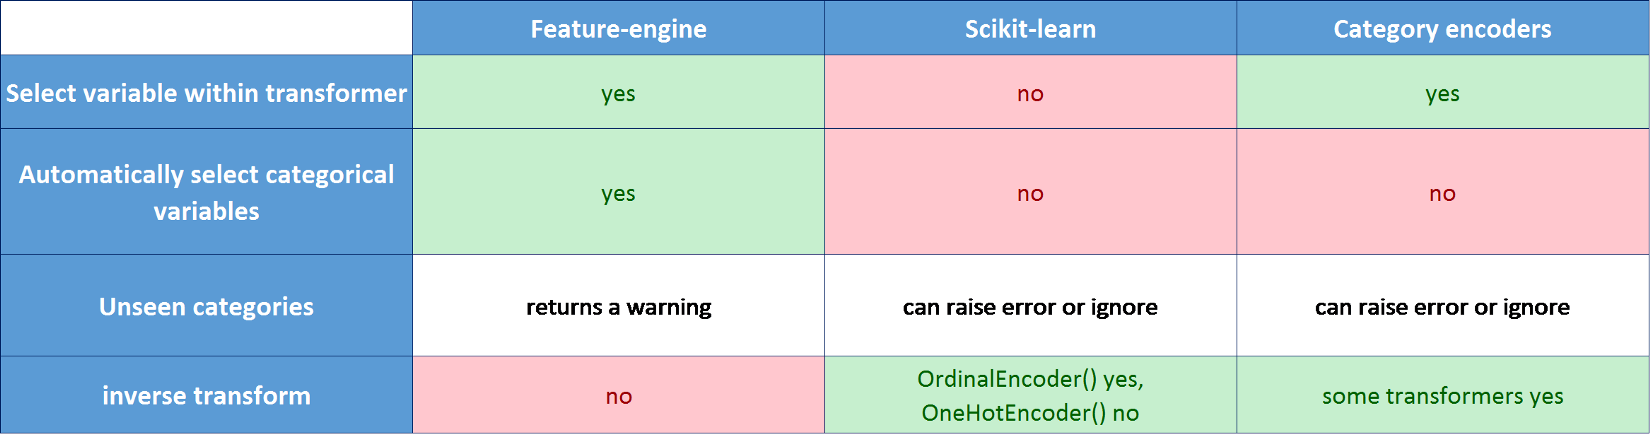 Feature-engine
Scikit-learn
Category encoders
Select variable within transformer
yes
no
yes
Automatically select categorical
variables
yes
no
no
Unseen categories
returns a warning
can raise error or ignore
can raise error or ignore
inverse transform
no
OrdinalEncoder() yes,
OneHotEncoder() no
some transformers yes